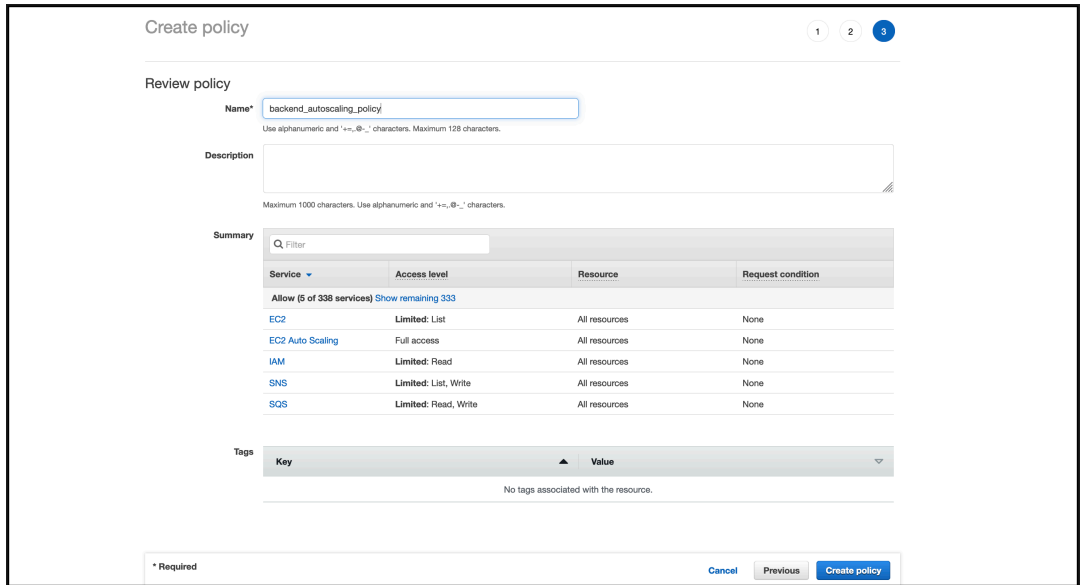 Create policy
1 2 3
Review policy
Name* backend_autoscaling_policy
Use alphanumeric and '+=,.@-_' characters. Maximum 128 characters.
Description
Maximum 1000 characters. Use alphanumeric and '+=,.@-_' characters.
Summary
Filter
Service Access level Resource Request condition
Allow (5 of 338 services) Show remaining 333
EC2 Limited: List All resources None
EC2 Auto Scaling Full access All resources None
IAM Limited: Read All resources None
SNS Limited: List, Write All resources None
SQS Limited: Read, Write All resources None
Tags
Key Value
No tags associated with the resource.
* Required Cancel Previous Create policy